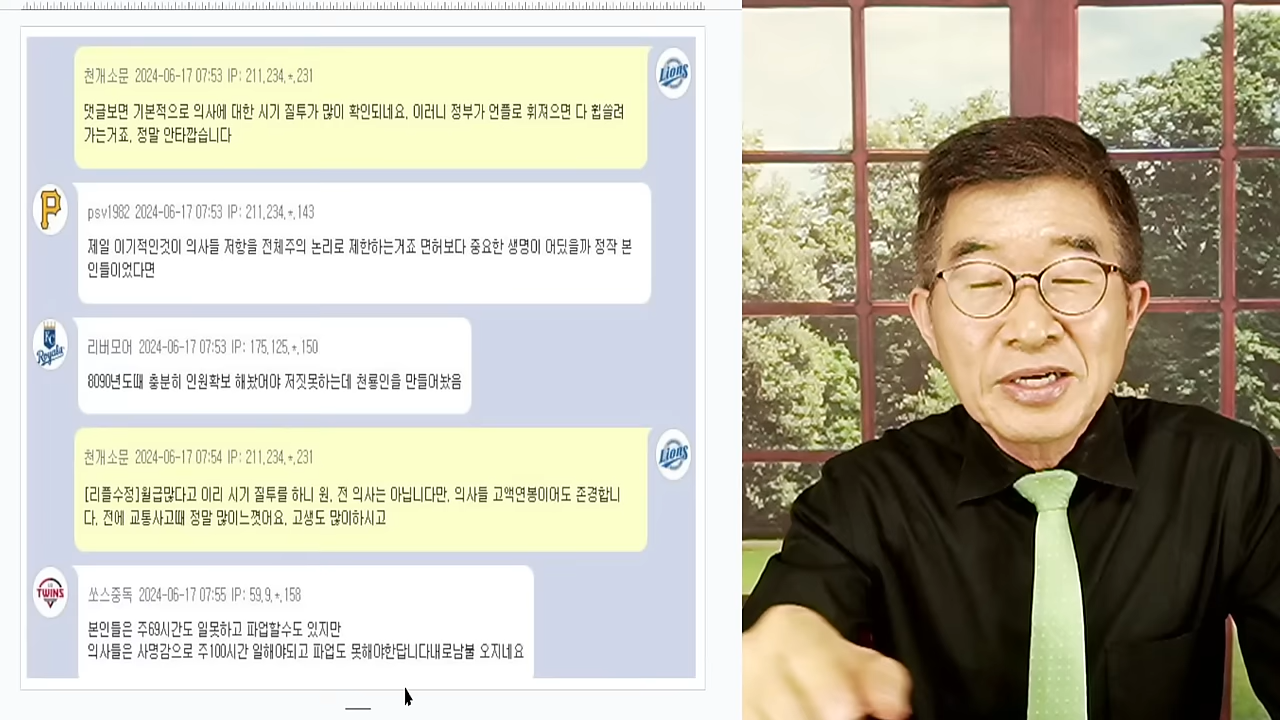 천개소문 2024-06-17 07:53 IP: 211.234.*.231
Lions
댓글보면 기본적으로 의사에 대한 시기 질투가 많이 확인되네요. 이러니 정부가 언플로 휘져으면 다 휩쓸려
가는거죠. 정말 안타깝습니다
P
psv1982 2024-06-17 07:53 IP: 211.234.*.143
제일 이기적인것이 의사들 저항을 전체주의 논리로 제한하는거죠 면허보다 중요한 생명이 어딨을까 정작 본
인들이었다면
KC
Royals
리버모어 2024-06-17 07:53 IP: 175.125.*.150
8090년도때 충분히 인원확보 해놨어야 저짓못하는데 천룡인을 만들어놨음
천개소문 2024-06-17 07:54 IP: 211.234.*.231
Lions
[리플수정]월급많다고 이리 시기 질투를 하니 원. 전 의사는 아닙니다만, 의사들 고액연봉이어도 존경합니
다. 전에 교통사고때 정말 많이느꼇어요. 고생도 많이하시고
TWINS
쏘스중독 2024-06-17 07:55 IP: 59.9.*.158
본인들은 주69시간도 일못하고 파업할수도 있지만
의사들은 사명감으로 주100시간 일해야되고 파업도 못해야한답니다내로남불 오지네요